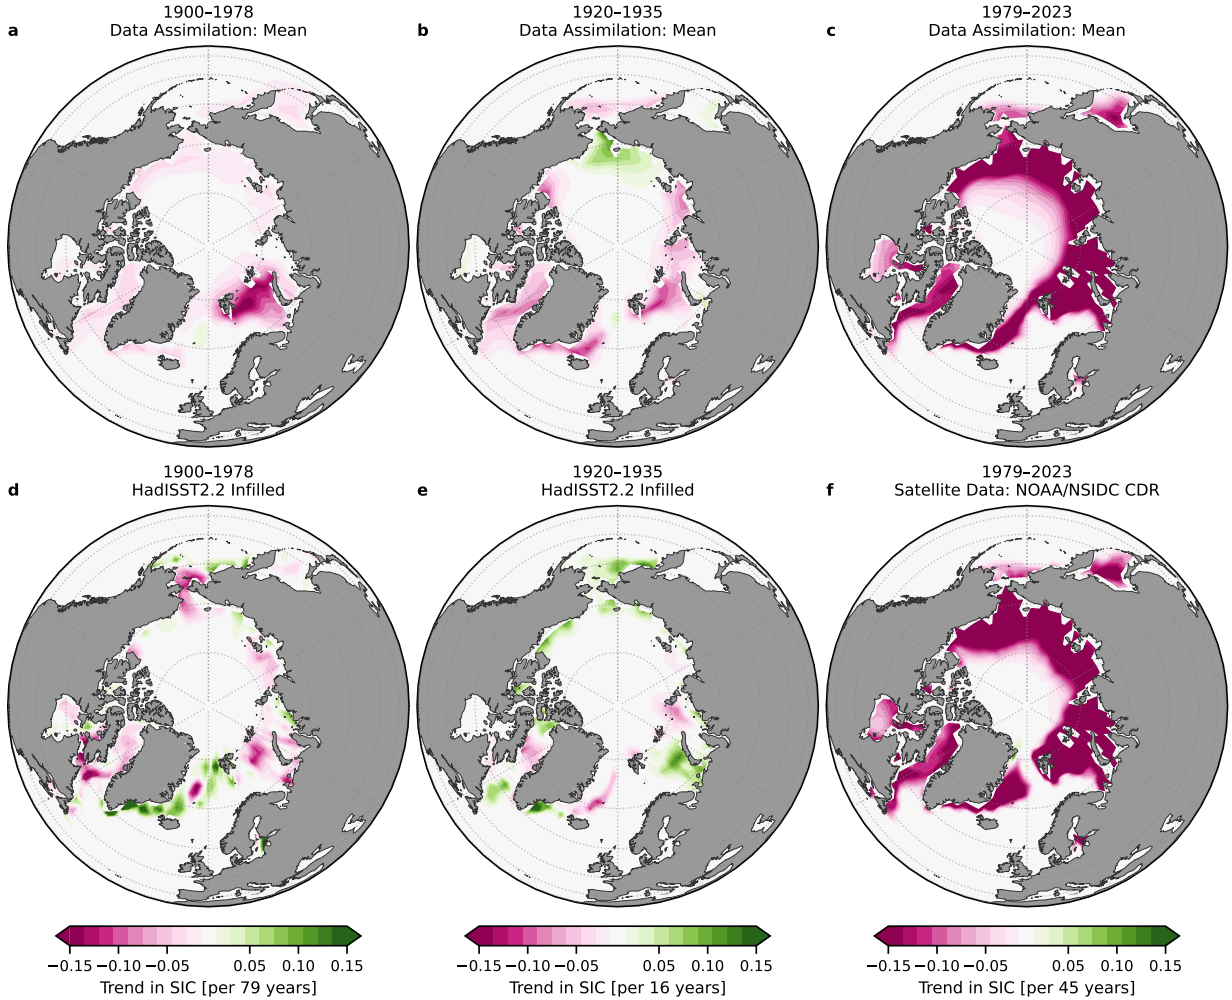 1900–1978
a
Data Assimilation: Mean
1920–1935
b
Data Assimilation: Mean
1979–2023
c
Data Assimilation: Mean
1900–1978
d
HadISST2.2 Infilled
1920–1935
e
HadISST2.2 Infilled
1979–2023
f
Satellite Data: NOAA/NSIDC CDR
−0.15 −0.10 −0.05 0.05 0.10 0.15
Trend in SIC [per 79 years]
−0.15 −0.10 −0.05 0.05 0.10 0.15
Trend in SIC [per 16 years]
−0.15 −0.10 −0.05 0.05 0.10 0.15
Trend in SIC [per 45 years]